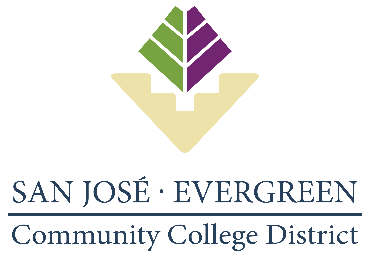 SAN JOSÉ · EVERGREEN
Community College District